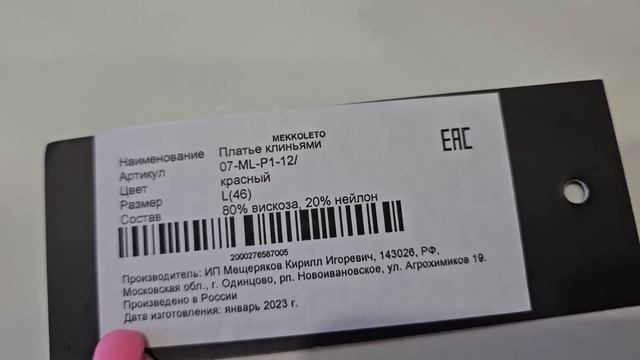 MEKKOLETO
EAC
Наименование Платье клиньями
Артикул 07-ML-P1-12/
Цвет красный
Размер L(46)
Состав 80% вискоза, 20% нейлон
2000276587005
Производитель: ИП Мещеряков Кирилл Игоревич, 143026, РФ,
Московская обл., г. Одинцово, рп. Новоивановское, ул. Агрохимиков 19.
Произведено в России
Дата изготовления: январь 2023 г.